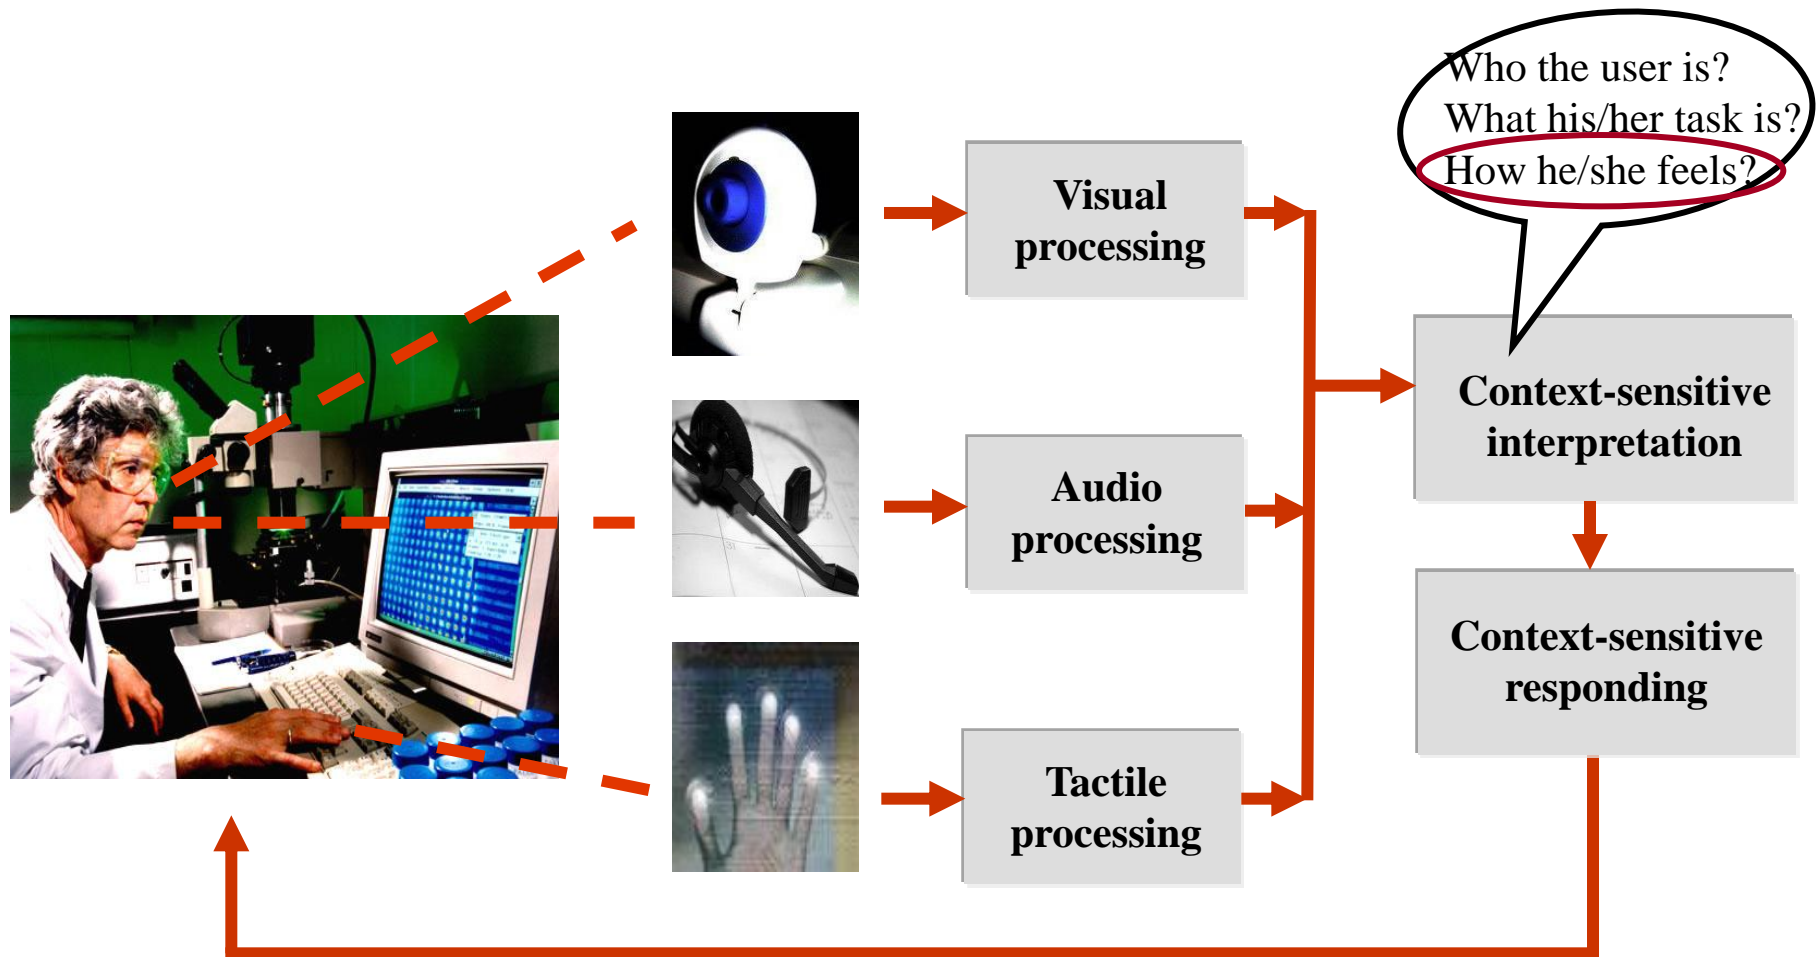 Who the user is?
What his/her task is?
How he/she feels?
Visual
processing
Audio
processing
Tactile
processing
Context-sensitive
interpretation
Context-sensitive
responding